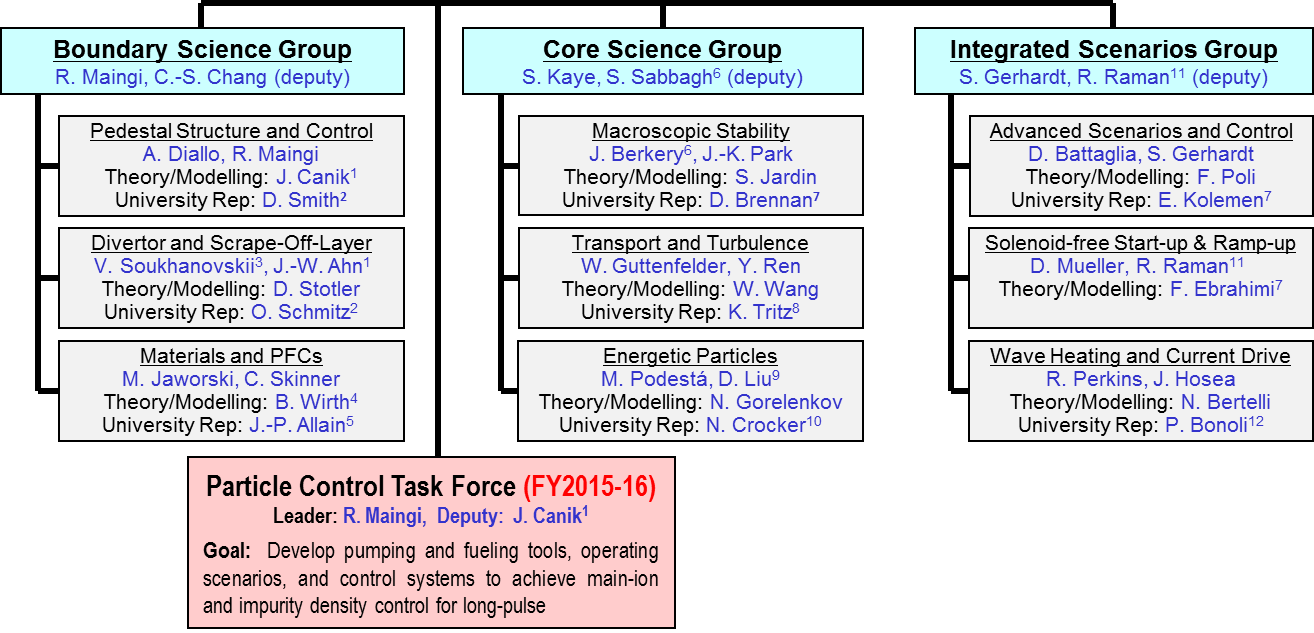 Boundary Science Group
R. Maingi, C.-S. Chang (deputy)
Pedestal Structure and Control
A. Diallo, R. Maingi
Theory/Modelling: J. Canik¹
University Rep: D. Smith²
Divertor and Scrape-Off-Layer
V. Soukhanovskii³, J.-W. Ahn¹
Theory/Modelling: D. Stotler
University Rep: O. Schmitz²
Materials and PFCs
M. Jaworski, C. Skinner
Theory/Modelling: B. Wirth⁴
University Rep: J.-P. Allain⁵
Core Science Group
S. Kaye, S. Sabbagh⁶ (deputy)
Macroscopic Stability
J. Berkery⁶, J.-K. Park
Theory/Modelling: S. Jardin
University Rep: D. Brennan⁷
Transport and Turbulence
W. Guttenfelder, Y. Ren
Theory/Modelling: W. Wang
University Rep: K. Tritz⁸
Energetic Particles
M. Podestá, D. Liu⁹
Theory/Modelling: N. Gorelenkov
University Rep: N. Crocker¹⁰
Integrated Scenarios Group
S. Gerhardt, R. Raman¹¹ (deputy)
Advanced Scenarios and Control
D. Battaglia, S. Gerhardt
Theory/Modelling: F. Poli
University Rep: E. Kolemen⁷
Solenoid-free Start-up & Ramp-up
D. Mueller, R. Raman¹¹
Theory/Modelling: F. Ebrahimi⁷
Wave Heating and Current Drive
R. Perkins, J. Hosea
Theory/Modelling: N. Bertelli
University Rep: P. Bonoli¹²
Particle Control Task Force (FY2015-16)
Leader: R. Maingi, Deputy: J. Canik¹
Goal: Develop pumping and fueling tools, operating
scenarios, and control systems to achieve main-ion
and impurity density control for long-pulse